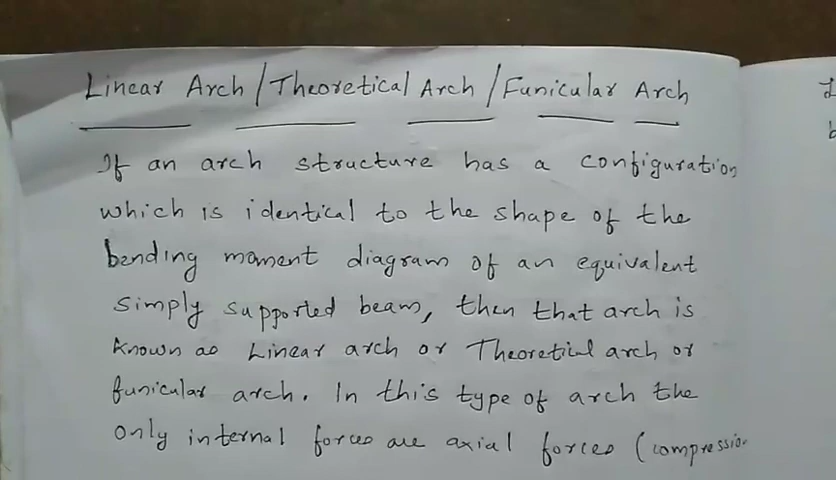 Linear Arch/Theoretical Arch/Funicular Arch
If an arch structure has a configuration
which is identical to the shape of the
bending moment diagram of an equivalent
simply supported beam, then that arch is
known as Linear arch or Theoretical arch or
funicular arch. In this type of arch the
only internal forces are axial forces (compression